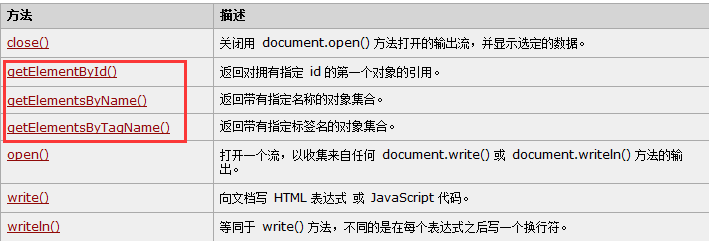 方法 描述
close() 关闭用 document.open() 方法打开的输出流，并显示选定的数据。
getElementById() 返回对拥有指定 id 的第一个对象的引用。
getElementsByName() 返回带有指定名称的对象集合。
getElementsByTagName() 返回带有指定标签名的对象集合。
open() 打开一个流，以收集来自任何 document.write() 或 document.writeln() 方法的输
出。
write() 向文档写 HTML 表达式 或 JavaScript 代码。
writeln() 等同于 write() 方法，不同的是在每个表达式之后写一个换行符。